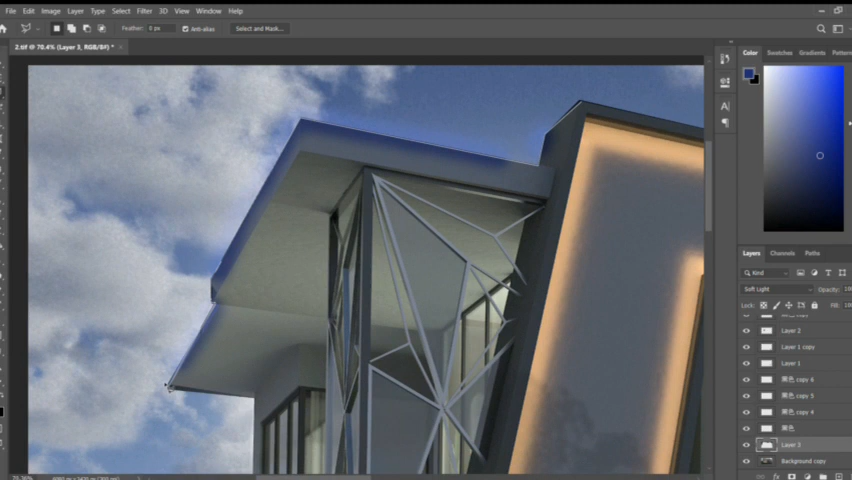 File Edit Image Layer Type Select Filter 3D View Window Help
Feather: 0 px Anti-alias Select and Mask...
2.tif @ 70.4% (Layer 3, RGB/8#) *
Color Swatches Gradients Pattern
Layers Channels Paths
Kind
Soft Light Opacity: 100
Lock: Fill: 100
Layer 2
Layer 1 copy
Layer 1
黑色 copy 6
黑色 copy 5
黑色 copy 4
黑色
Layer 3
Background copy